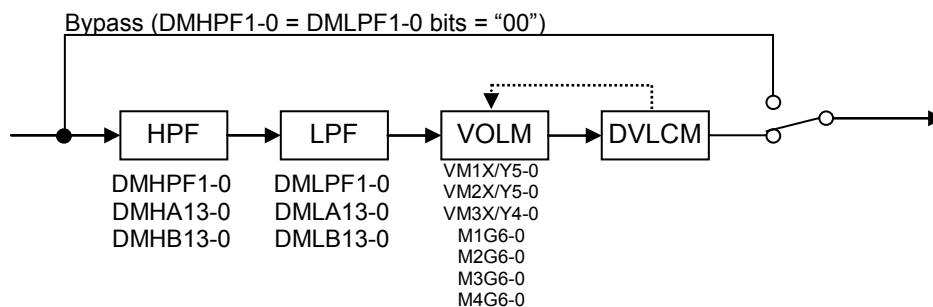 Bypass (DMHPF1-0 = DMLPF1-0 bits = “00”)
HPF
LPF
VOLM
DVLCM
DMHPF1-0
DMHA13-0
DMHB13-0
DMLPF1-0
DMLA13-0
DMLB13-0
VM1X/Y5-0
VM2X/Y5-0
VM3X/Y4-0
M1G6-0
M2G6-0
M3G6-0
M4G6-0